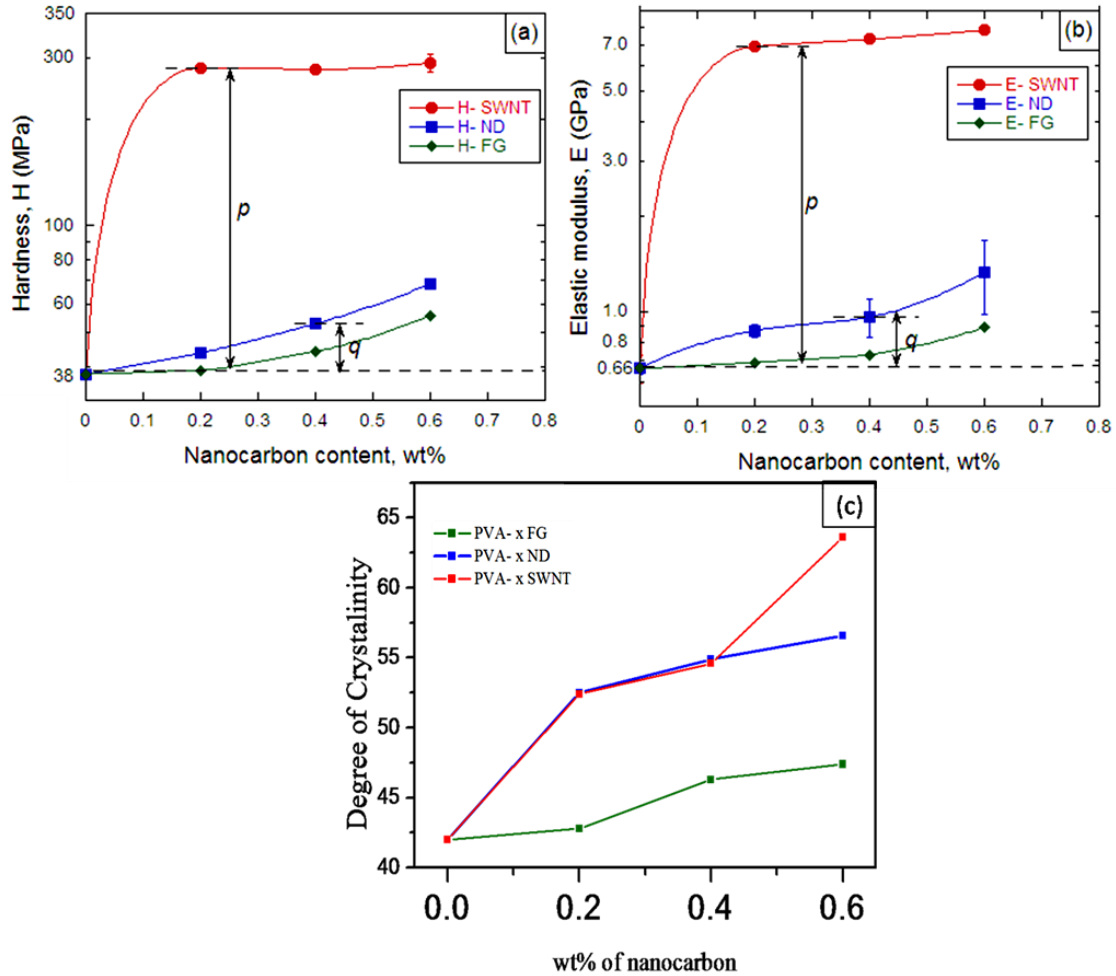 (a)
350
300
100
80
60
38
Hardness, H (MPa)
H- SWNT
H- ND
H- FG
p
q
0 0.1 0.2 0.3 0.4 0.5 0.6 0.7 0.8
Nanocarbon content, wt%
(b)
7.0
5.0
3.0
1.0
0.8
0.66
Elastic modulus, E (GPa)
E- SWNT
E- ND
E- FG
p
q
0 0.1 0.2 0.3 0.4 0.5 0.6 0.7 0.8
Nanocarbon content, wt%
(c)
65
60
55
50
45
40
Degree of Crystalinity
PVA- x FG
PVA- x ND
PVA- x SWNT
0.0 0.2 0.4 0.6
wt% of nanocarbon